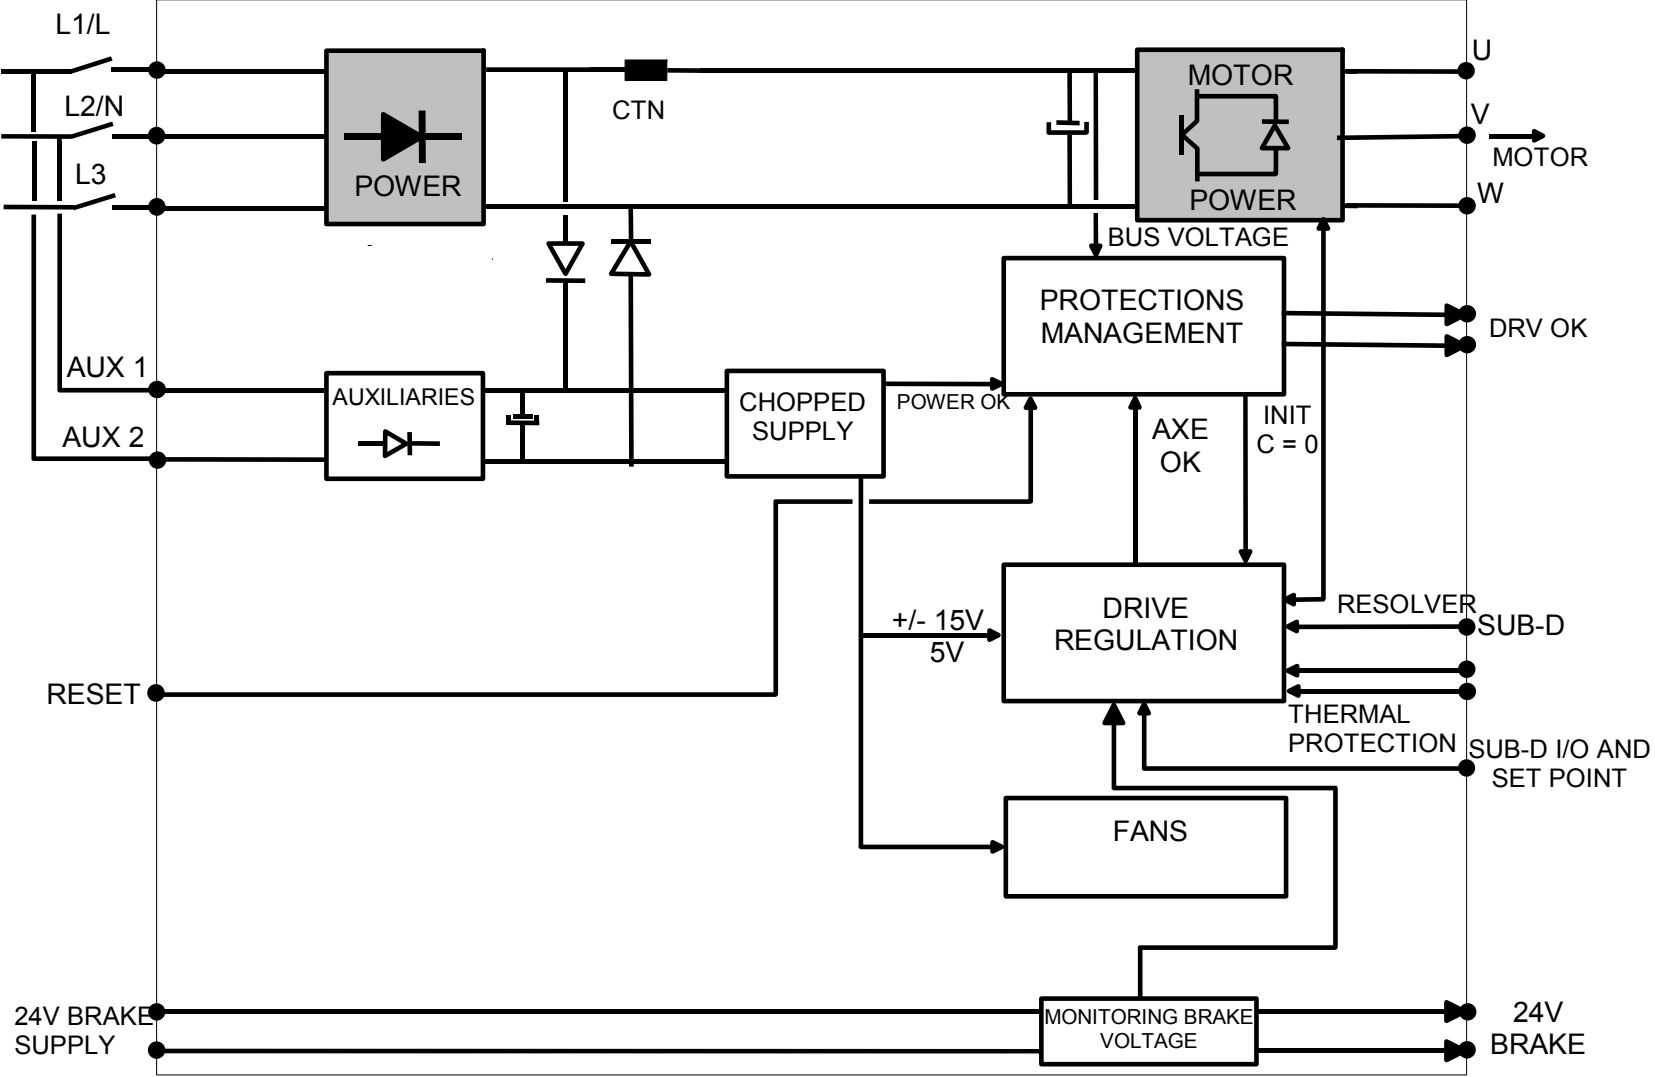 L1/L
U
MOTOR
L2/N
CTN
V
MOTOR
L3
POWER
POWER
W
BUS VOLTAGE
PROTECTIONS
MANAGEMENT
DRV OK
AUX 1
AUXILIARIES
CHOPPED
SUPPLY
POWER OK
AUX 2
AXE
OK
INIT
C = 0
DRIVE
REGULATION
RESOLVER
SUB-D
+/- 15V
5V
RESET
THERMAL
PROTECTION
SUB-D I/O AND
SET POINT
FANS
24V BRAKE
SUPPLY
MONITORING BRAKE
VOLTAGE
24V
BRAKE